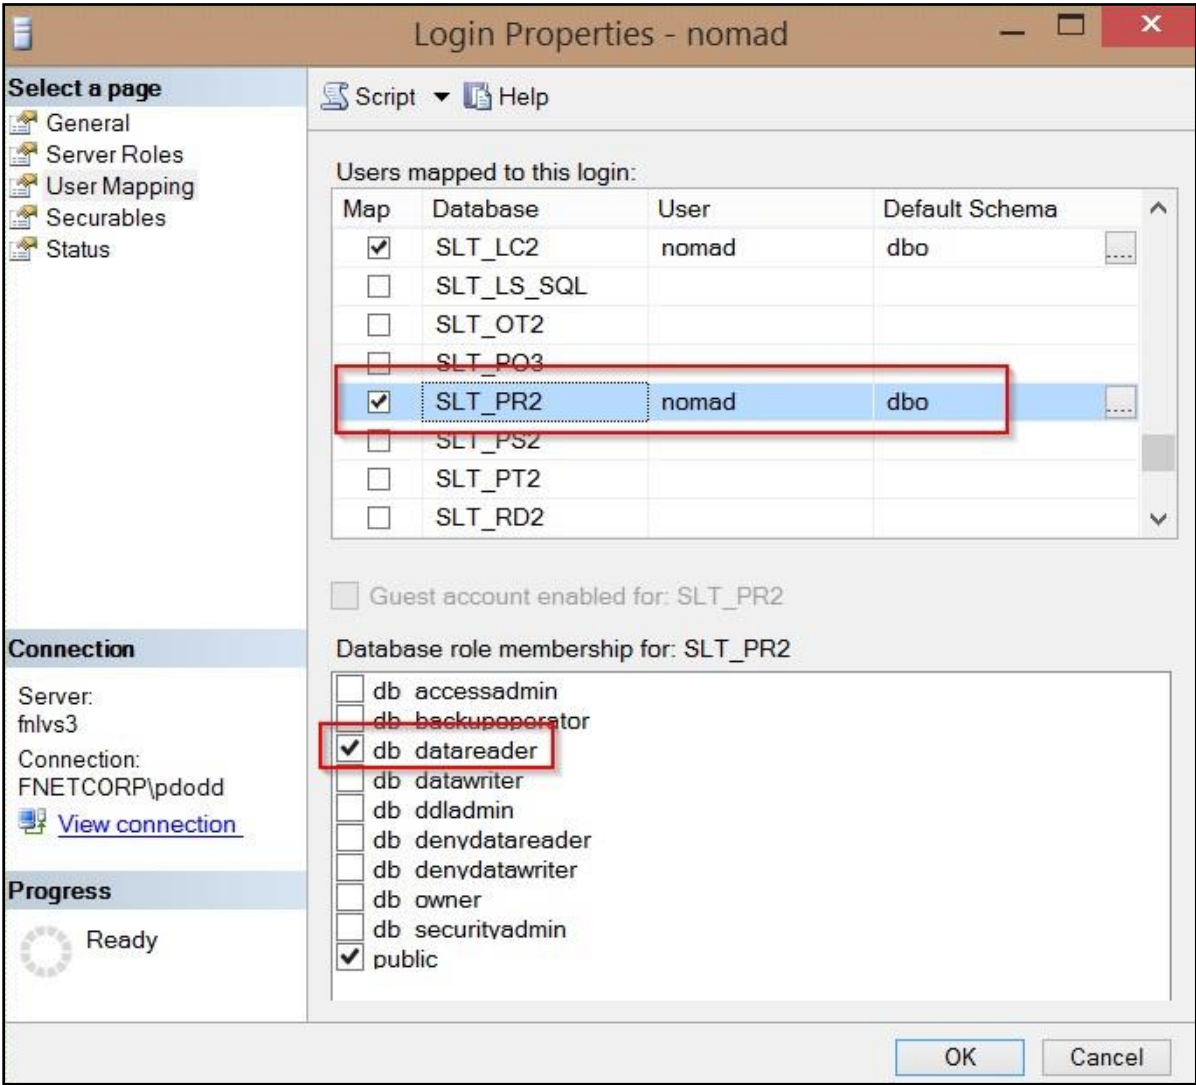 Login Properties - nomad
Select a page
General
Server Roles
User Mapping
Securables
Status
Script Help
Users mapped to this login:
Map Database User Default Schema
SLT_LC2 nomad dbo ....
SLT_LS_SQL
SLT_OT2
SLT_PO3
SLT_PR2 nomad dbo ....
SLT_PS2
SLT_PT2
SLT_RD2
Guest account enabled for: SLT_PR2
Database role membership for: SLT_PR2
db_accessadmin
db_backupoperator
db_datareader
db_datawriter
db_ddladmin
db_denydatareader
db_denydatawriter
db_owner
db_securityadmin
public
Connection
Server:
fnlvs3
Connection:
FNETCORP\pdodd
View connection
Progress
Ready
OK Cancel